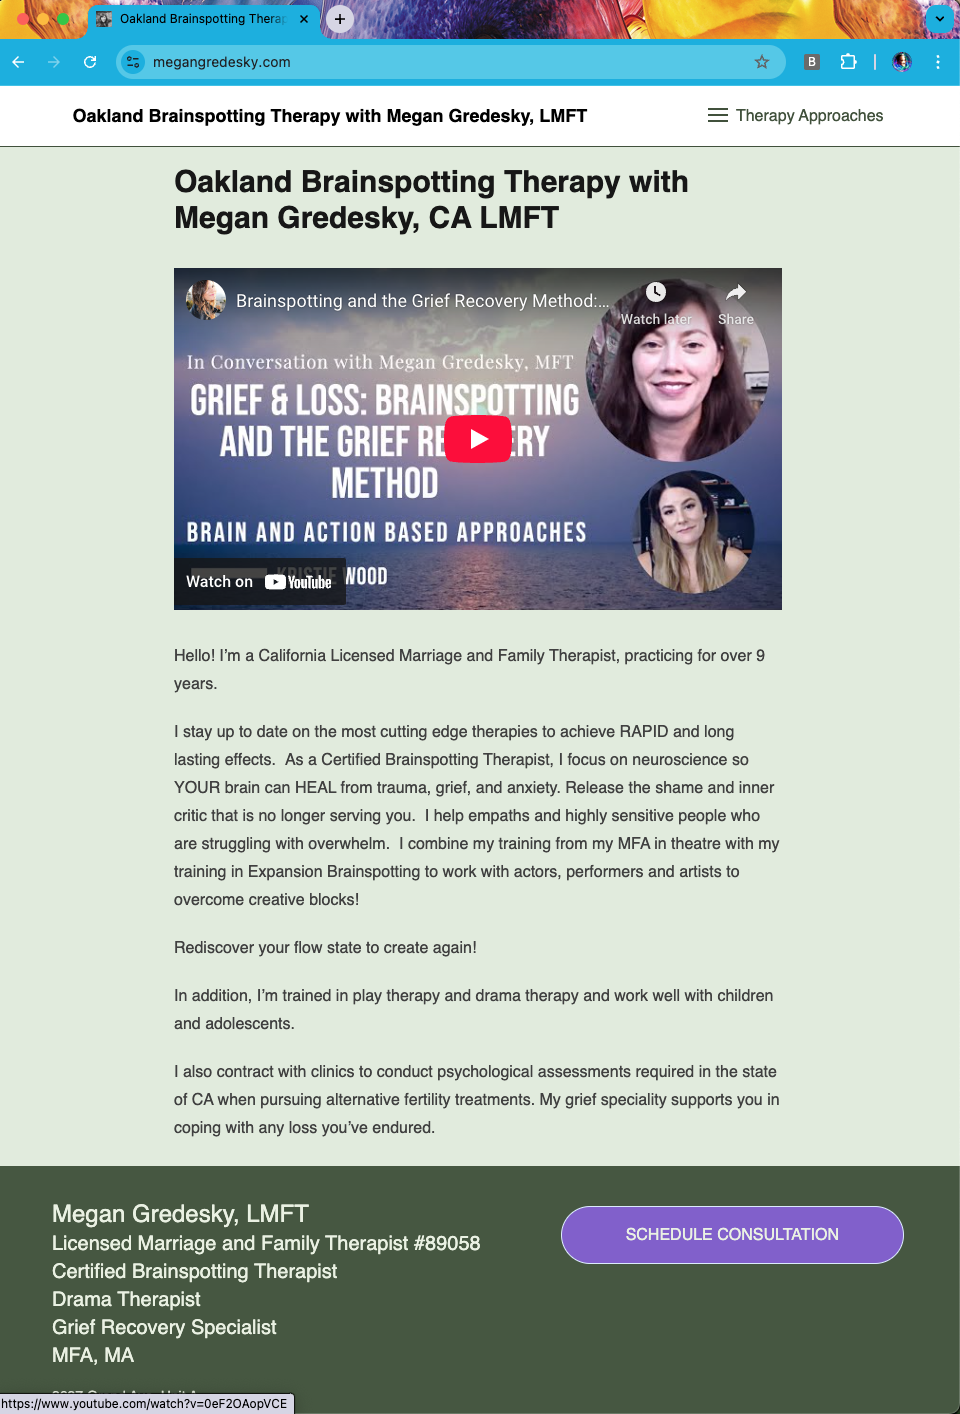 Oakland Brainspotting Therap
megangredesky.com
B
Oakland Brainspotting Therapy with Megan Gredesky, LMFT
Therapy Approaches
Oakland Brainspotting Therapy with
Megan Gredesky, CA LMFT
Brainspotting and the Grief Recovery Method:...
Watch later
Share
In Conversation with Megan Gredesky, MFT
GRIEF & LOSS: BRAINSPOTTING
AND THE GRIEF RECOVERY
METHOD
BRAIN AND ACTION BASED APPROACHES
KRISTIE WOOD
Watch on YouTube
Hello! I’m a California Licensed Marriage and Family Therapist, practicing for over 9
years.
I stay up to date on the most cutting edge therapies to achieve RAPID and long
lasting effects.  As a Certified Brainspotting Therapist, I focus on neuroscience so
YOUR brain can HEAL from trauma, grief, and anxiety. Release the shame and inner
critic that is no longer serving you.  I help empaths and highly sensitive people who
are struggling with overwhelm.  I combine my training from my MFA in theatre with my
training in Expansion Brainspotting to work with actors, performers and artists to
overcome creative blocks!
Rediscover your flow state to create again!
In addition, I’m trained in play therapy and drama therapy and work well with children
and adolescents.
I also contract with clinics to conduct psychological assessments required in the state
of CA when pursuing alternative fertility treatments. My grief speciality supports you in
coping with any loss you’ve endured.
Megan Gredesky, LMFT
Licensed Marriage and Family Therapist #89058
Certified Brainspotting Therapist
Drama Therapist
Grief Recovery Specialist
MFA, MA
SCHEDULE CONSULTATION
https://www.youtube.com/watch?v=0eF2OAopVCE